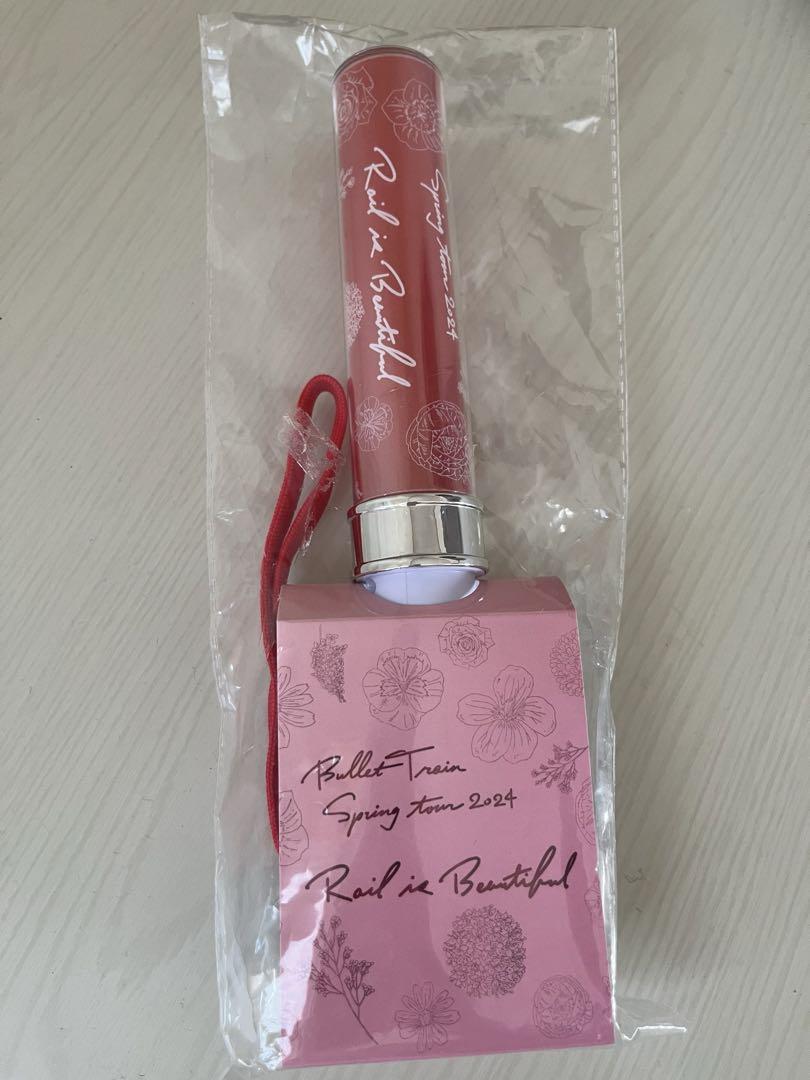 Spring tour 2024
Rail is Beautiful
Bullet Train
Spring tour 2024
Rail is Beautiful